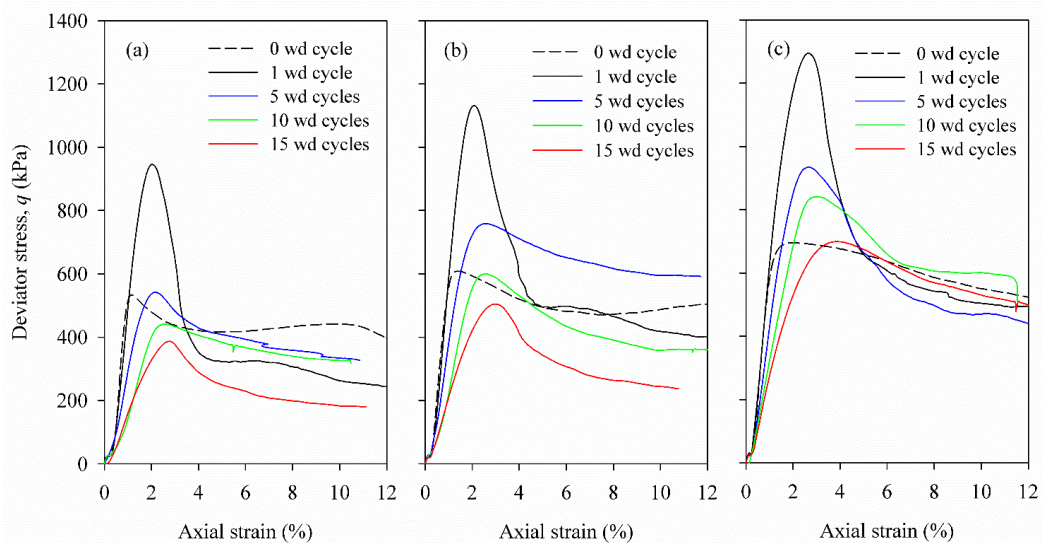 1400
1200
1000
800
600
400
200
0
Deviator stress, q (kPa)
(a)
0 wd cycle
1 wd cycle
5 wd cycles
10 wd cycles
15 wd cycles
0 2 4 6 8 10 12
Axial strain (%)
(b)
0 wd cycle
1 wd cycle
5 wd cycles
10 wd cycles
15 wd cycles
0 2 4 6 8 10 12
Axial strain (%)
(c)
0 wd cycle
1 wd cycle
5 wd cycles
10 wd cycles
15 wd cycles
0 2 4 6 8 10 12
Axial strain (%)